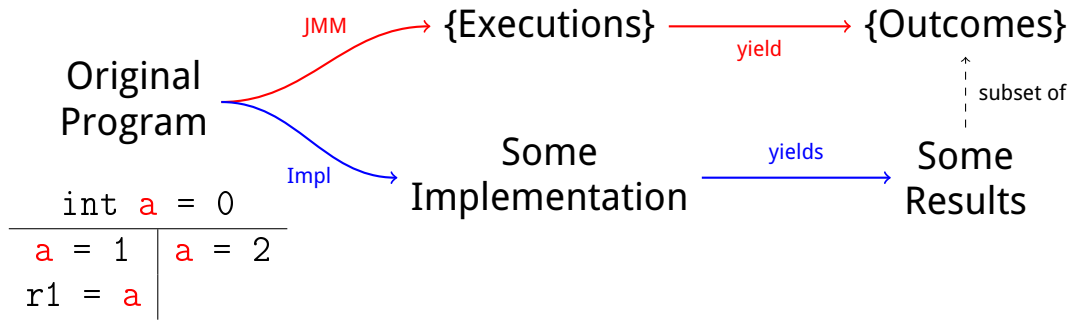 JMM
{Executions}
yield
{Outcomes}
Original
Program
subset of
Impl
Some
Implementation
yields
Some
Results
int a = 0
a = 1 a = 2
r1 = a